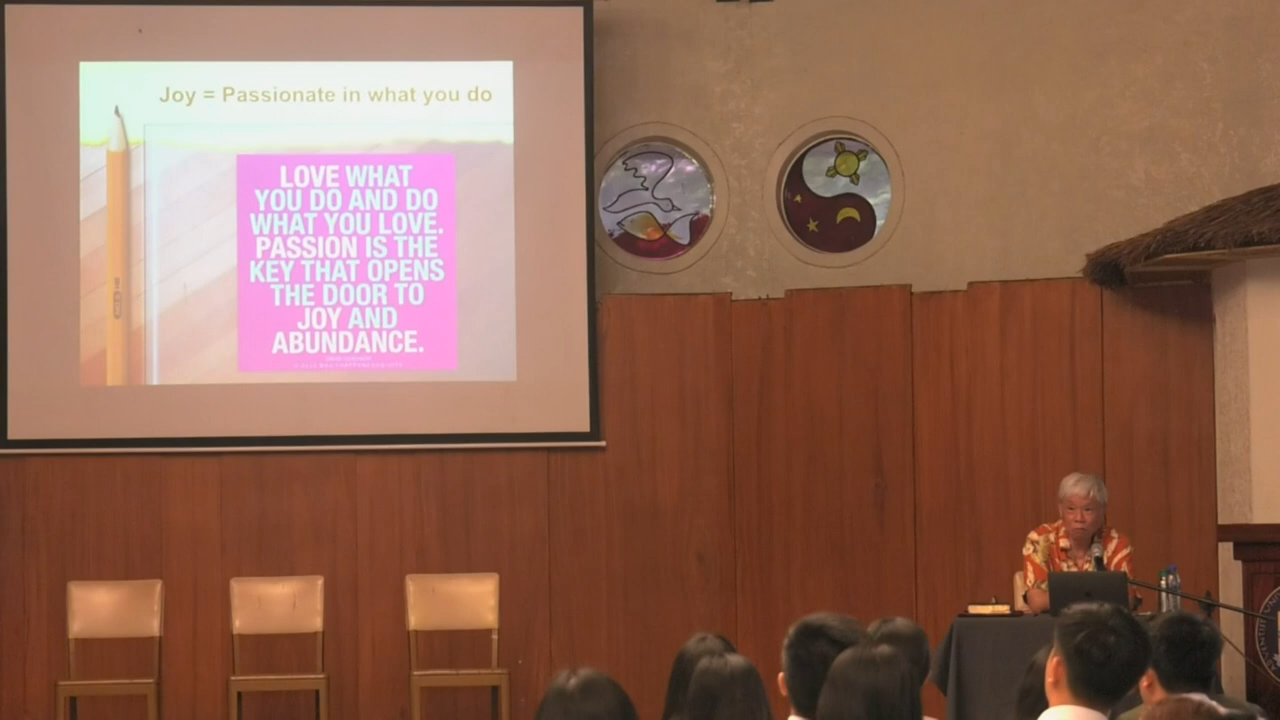 Joy = Passionate in what you do
LOVE WHAT
YOU DO AND DO
WHAT YOU LOVE.
PASSION IS THE
KEY THAT OPENS
THE DOOR TO
JOY AND
ABUNDANCE.